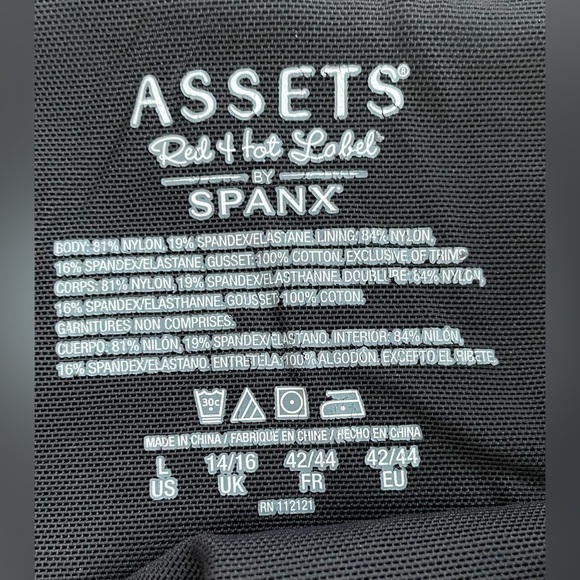 ASSETS®
Red Hot Label
BY
SPANX®
BODY: 81% NYLON, 19% SPANDEX/ELASTANE. LINING: 84% NYLON,
16% SPANDEX/ELASTANE. GUSSET: 100% COTTON, EXCLUSIVE OF TRIMS
CORPS: 81% NYLON, 19% SPANDEX/ELASTHANNE. DOUBLURE: 84% NYLON,
16% SPANDEX/ELASTHANNE. GOUSSET: 100% COTON.
GARNITURES NON COMPRISES.
CUERPO: 81% NILÓN, 19% SPANDEX/ELASTANO. INTERIOR: 84% NILÓN,
16% SPANDEX/ELASTANO. ENTRETELA, 100% ALGODÓN, EXCEPTO EL RIBETE
30c
MADE IN CHINA / FABRIQUÉ EN CHINE / HECHO EN CHINA
L 14/16 42/44 42/44
US UK FR EU
RN 112121